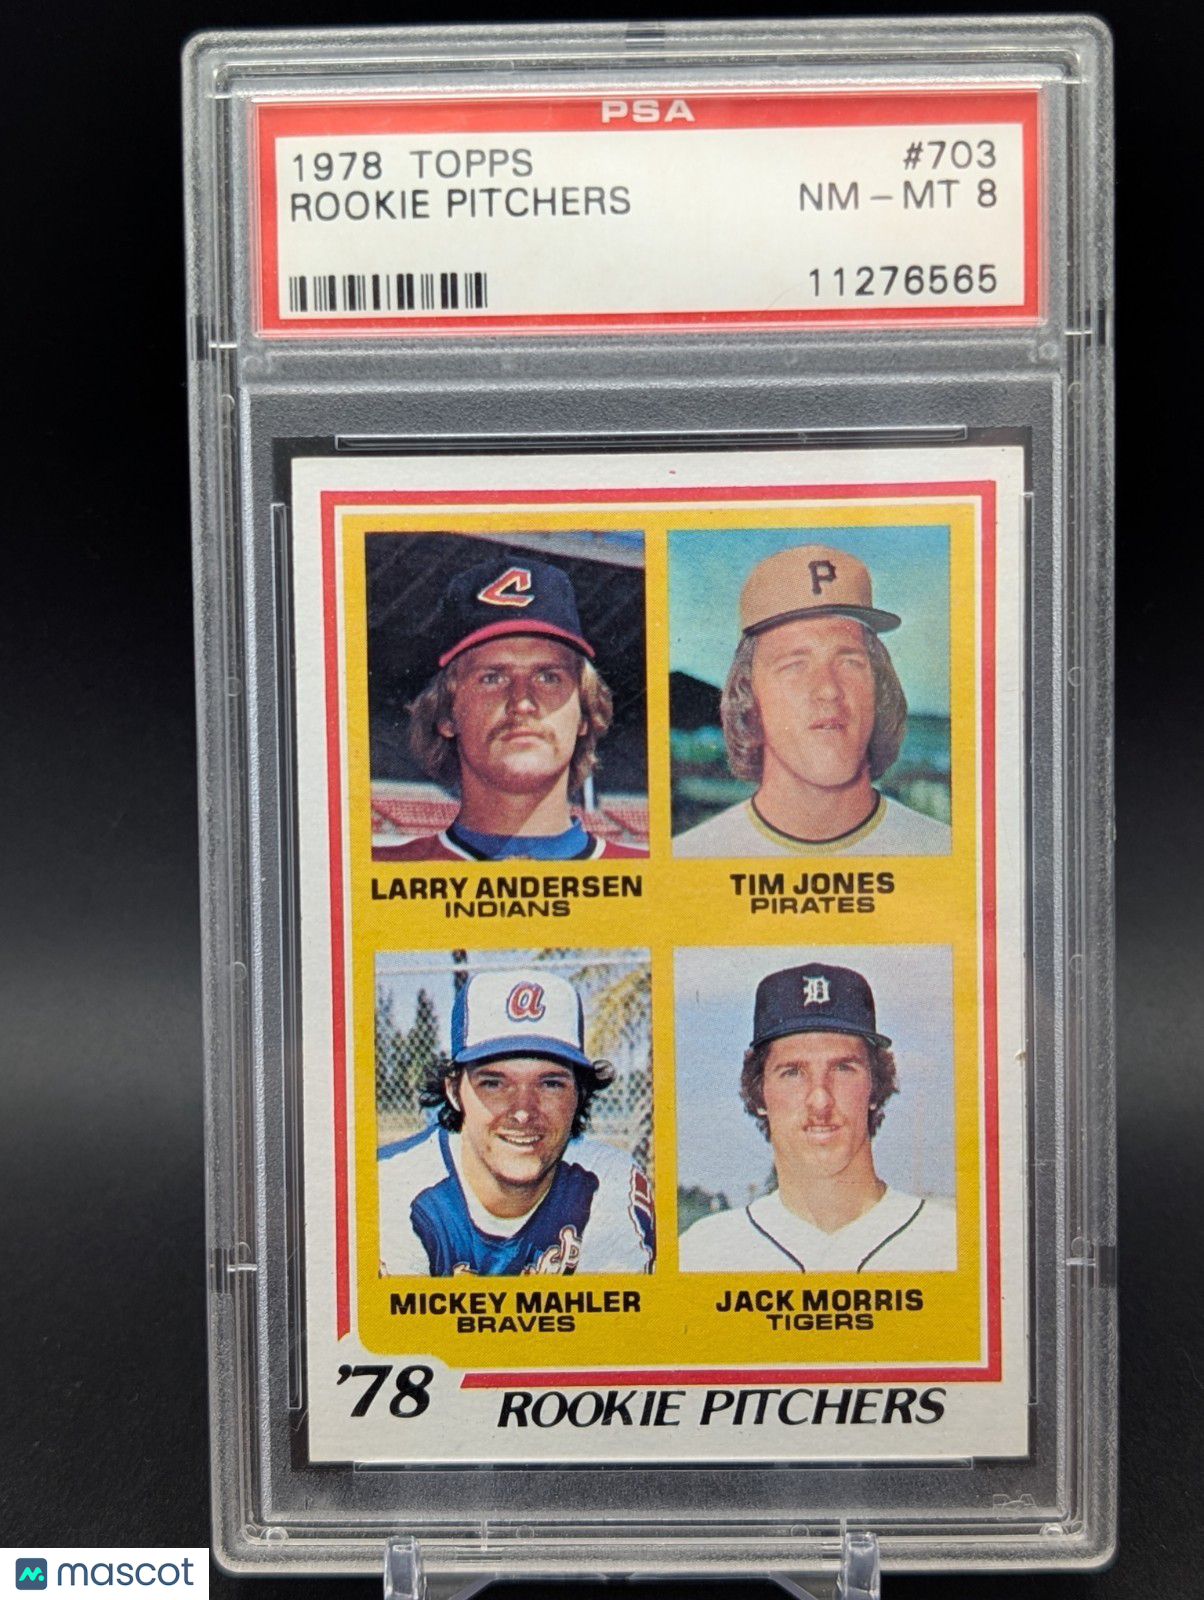 PSA
1978 TOPPS #703
ROOKIE PITCHERS NM-MT 8
11276565
C
P
LARRY ANDERSEN
INDIANS
TIM JONES
PIRATES
a
D
MICKEY MAHLER
BRAVES
JACK MORRIS
TIGERS
'78
ROOKIE PITCHERS
mascot